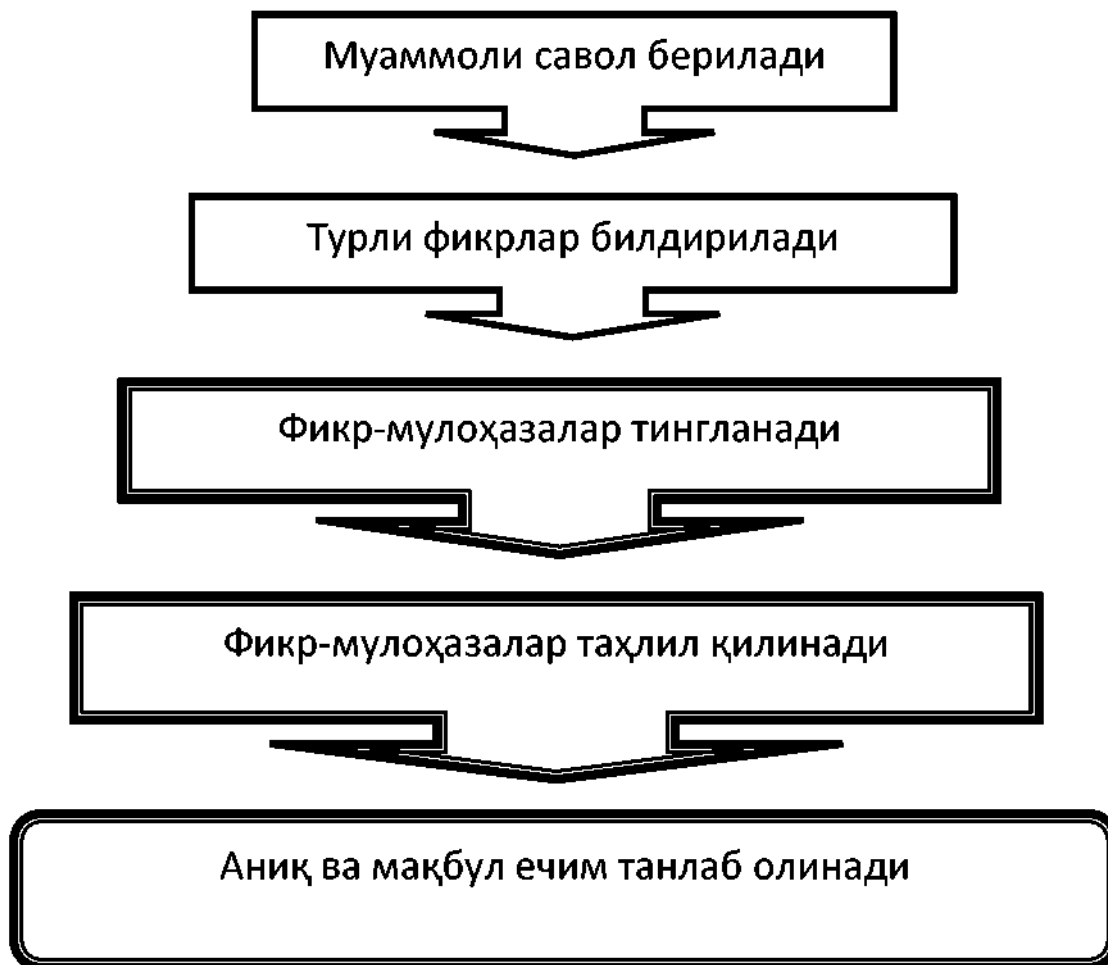 Муаммоли савол берилади
Турли фикрлар билдирилади
Фикр-мулоҳазалар тингланади
Фикр-мулоҳазалар таҳлил қилинади
Аниқ ва мақбул ечим танлаб олинади